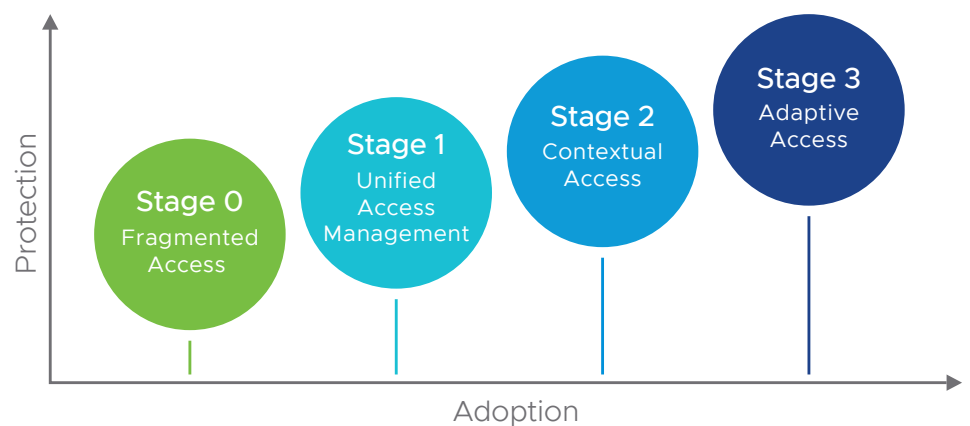 Protection
Stage 0
Fragmented
Access
Stage 1
Unified
Access
Management
Stage 2
Contextual
Access
Stage 3
Adaptive
Access
Adoption